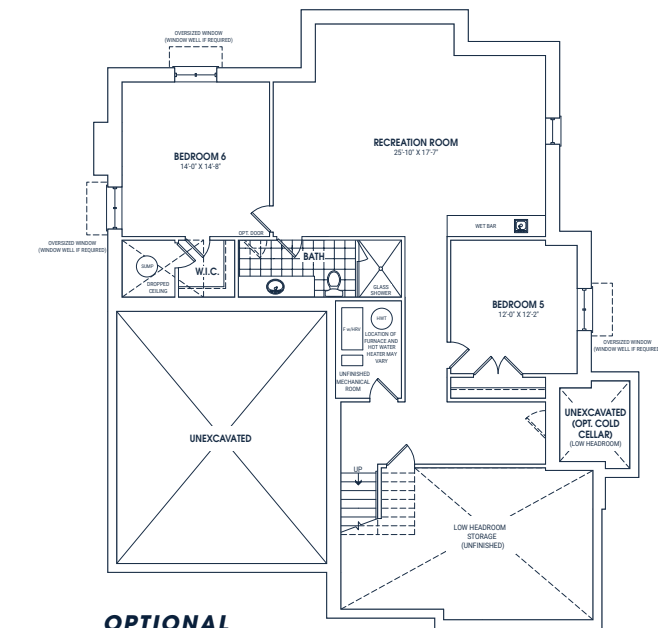 OVERSIZED WINDOW
(WINDOW WELL IF REQUIRED)
BEDROOM 6
14'-0" X 14'-8"
RECREATION ROOM
25'-10" X 17'-7"
OVERSIZED WINDOW
(WINDOW WELL IF REQUIRED)
OPT. DOOR
WET BAR
SUMP
DROPPED
CEILING
W.I.C.
BATH
GLASS
SHOWER
BEDROOM 5
12'-0" X 12'-2"
OVERSIZED WINDOW
(WINDOW WELL IF REQUIRED
F w/HRV
HWT
LOCATION OF
FURNACE AND
HOT WATER
HEATER MAY
VARY
UNFINISHED
MECHANICAL
ROOM
UNEXCAVATED
UNEXCAVATED
(OPT. COLD
CELLAR)
(LOW HEADROOM)
UP
LOW HEADROOM
STORAGE
(UNFINISHED)
OPTIONAL